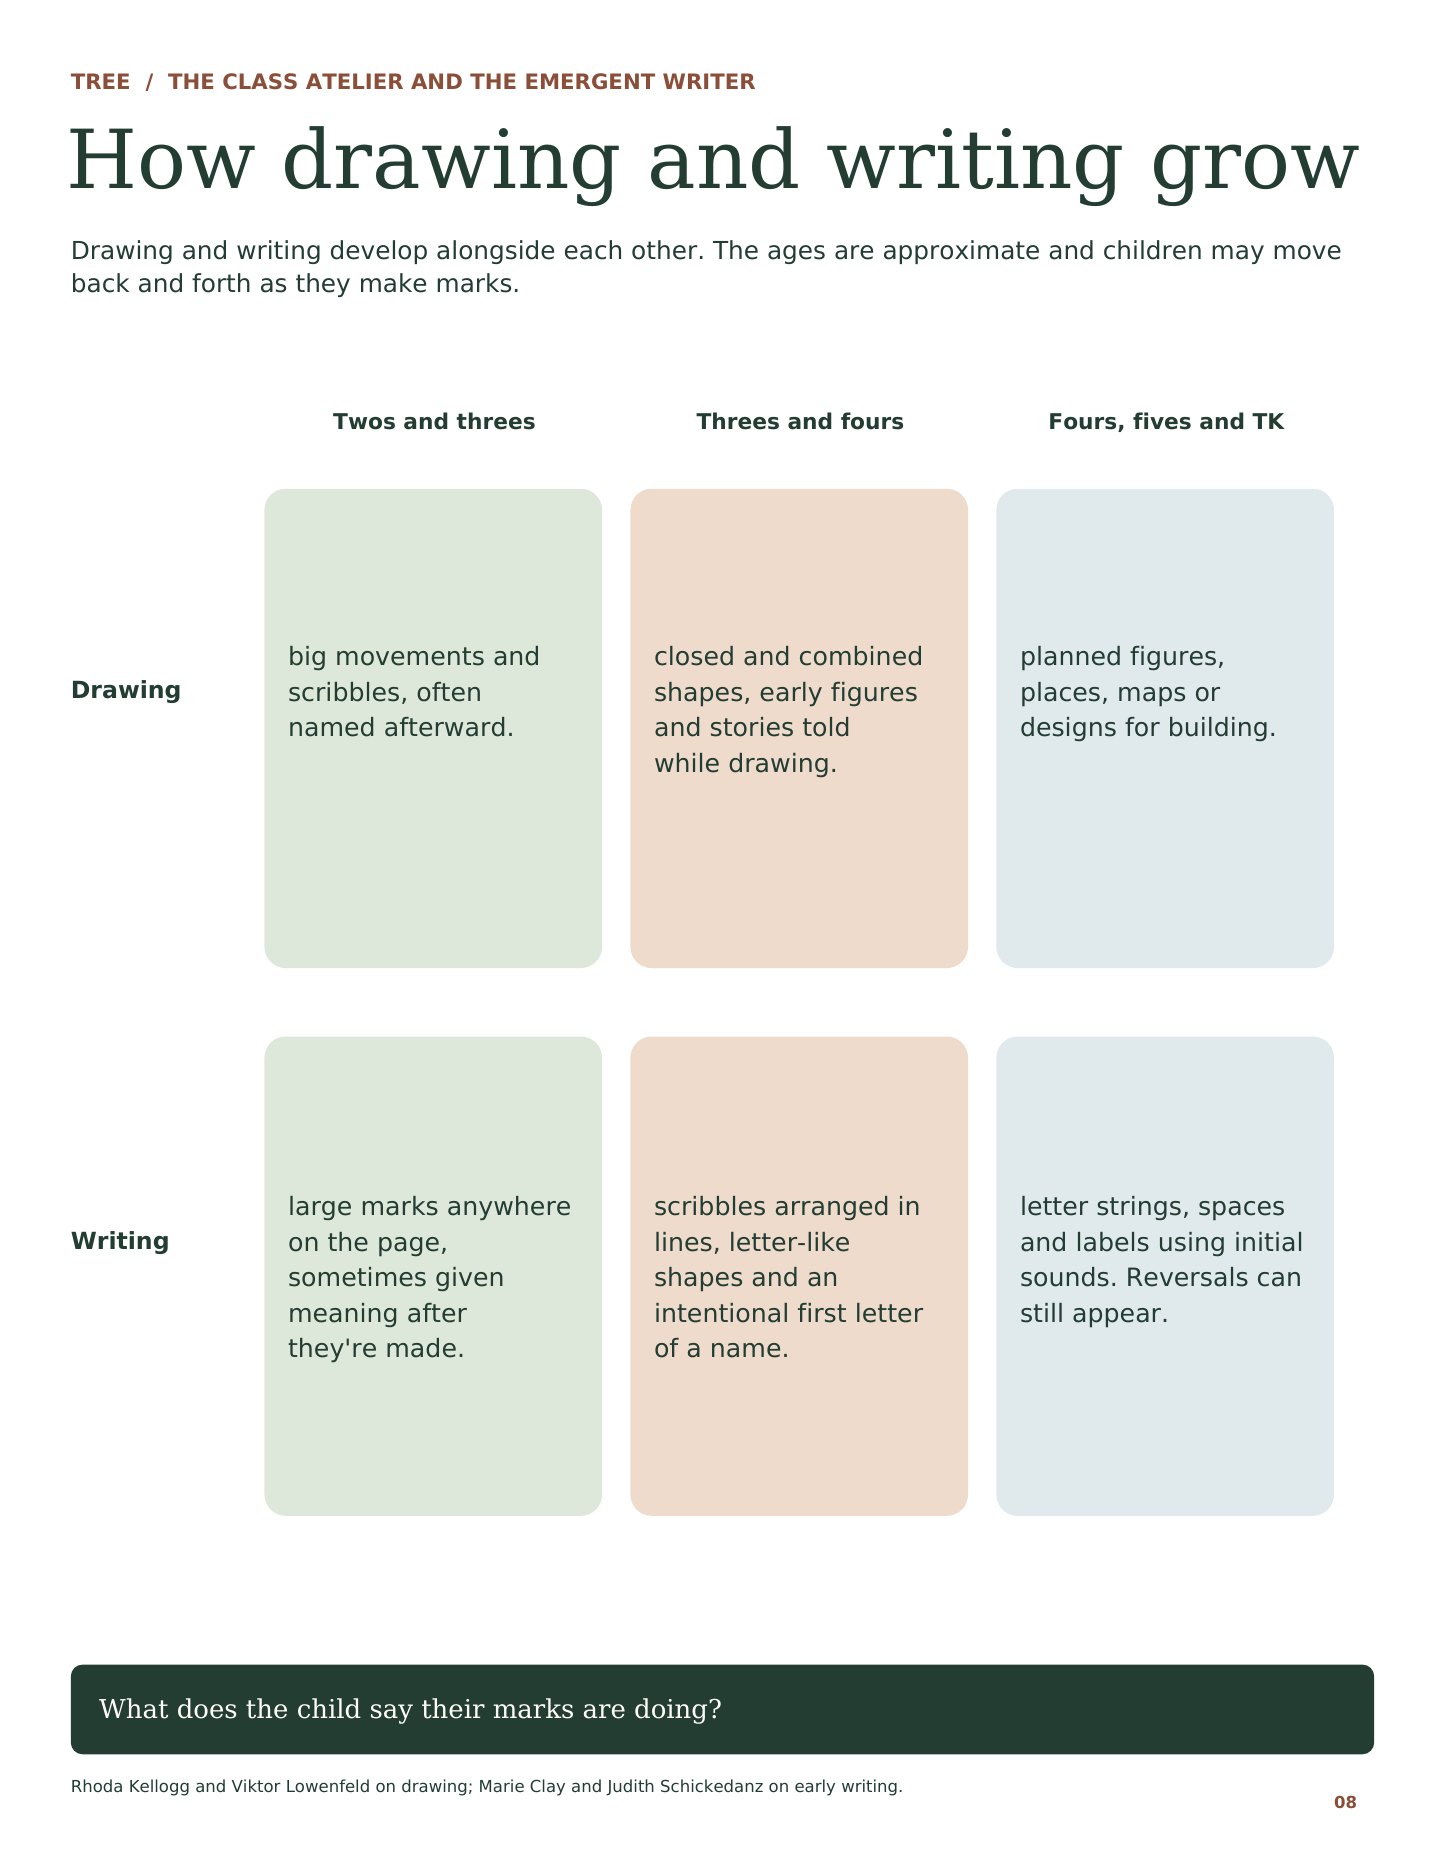 TREE / THE CLASS ATELIER AND THE EMERGENT WRITER
How drawing and writing grow
Drawing and writing develop alongside each other. The ages are approximate and children may move
back and forth as they make marks.
Twos and threes
Threes and fours
Fours, fives and TK
Drawing
big movements and
scribbles, often
named afterward.
closed and combined
shapes, early figures
and stories told
while drawing.
planned figures,
places, maps or
designs for building.
Writing
large marks anywhere
on the page,
sometimes given
meaning after
they're made.
scribbles arranged in
lines, letter-like
shapes and an
intentional first letter
of a name.
letter strings, spaces
and labels using initial
sounds. Reversals can
still appear.
What does the child say their marks are doing?
Rhoda Kellogg and Viktor Lowenfeld on drawing; Marie Clay and Judith Schickedanz on early writing.
08